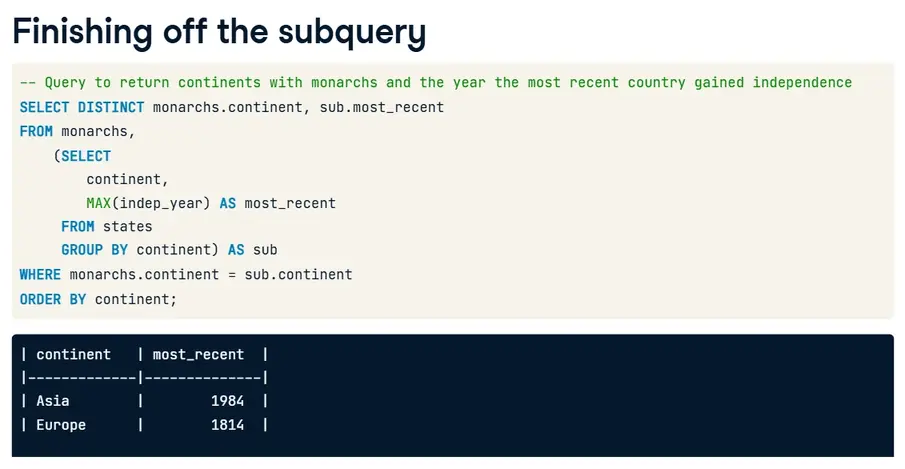 Finishing off the subquery
-- Query to return continents with monarchs and the year the most recent country gained independence
SELECT DISTINCT monarchs.continent, sub.most_recent
FROM monarchs,
    (SELECT
        continent,
        MAX(indep_year) AS most_recent
     FROM states
     GROUP BY continent) AS sub
WHERE monarchs.continent = sub.continent
ORDER BY continent;
| continent   | most_recent  |
|-------------|--------------|
| Asia        |        1984  |
| Europe      |        1814  |